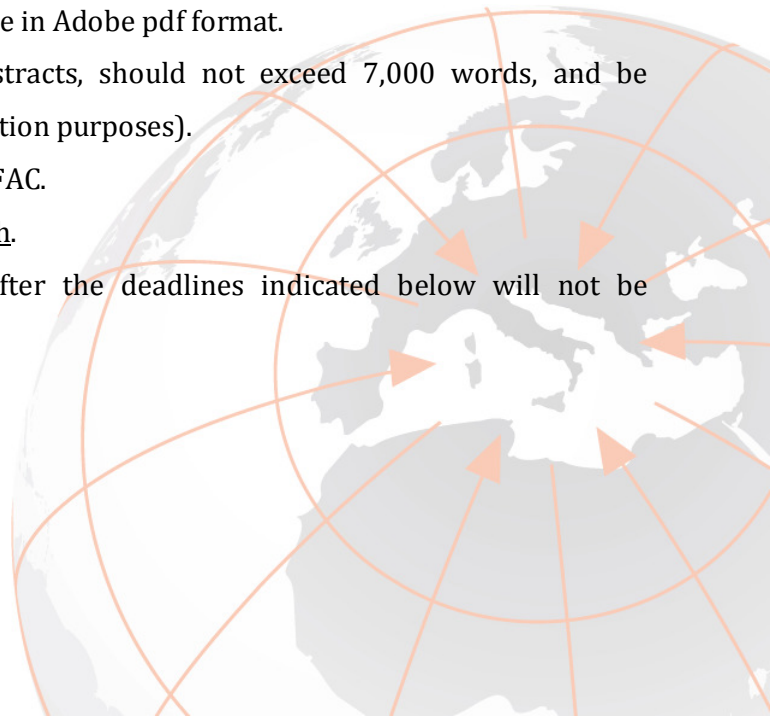 e in Adobe pdf format.
stracts, should not exceed 7,000 words, and be
tion purposes).
FAC.
h.
fter the deadlines indicated below will not be